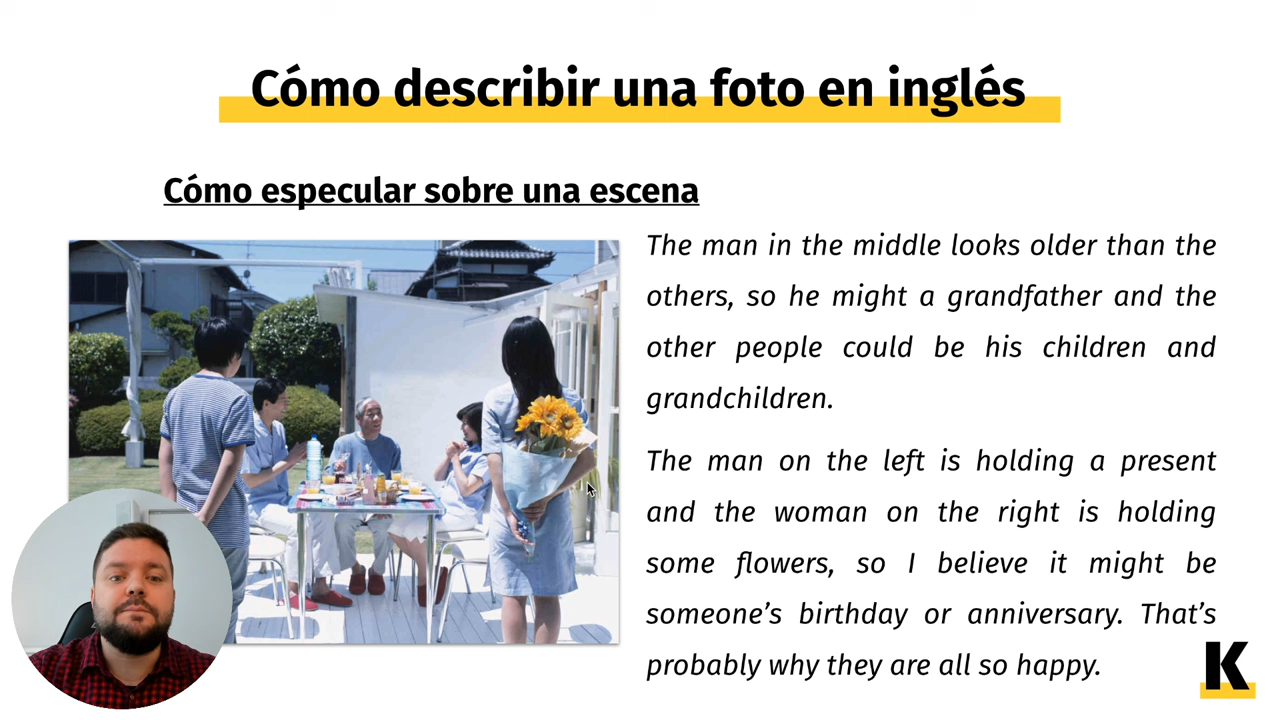 Cómo describir una foto en inglés
Cómo especular sobre una escena
The man in the middle looks older than the
others, so he might a grandfather and the
other people could be his children and
grandchildren.
The man on the left is holding a present
and the woman on the right is holding
some flowers, so I believe it might be
someone’s birthday or anniversary. That’s
probably why they are all so happy.
K